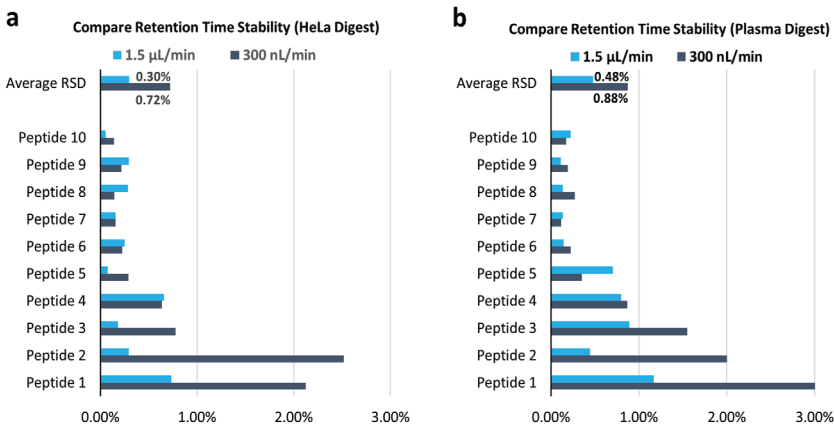 a
Compare Retention Time Stability (HeLa Digest)
1.5 µL/min 300 nL/min
Average RSD
0.30%
0.72%
Peptide 10
Peptide 9
Peptide 8
Peptide 7
Peptide 6
Peptide 5
Peptide 4
Peptide 3
Peptide 2
Peptide 1
0.00% 1.00% 2.00% 3.00%
b
Compare Retention Time Stability (Plasma Digest)
1.5 µL/min 300 nL/min
Average RSD
0.48%
0.88%
Peptide 10
Peptide 9
Peptide 8
Peptide 7
Peptide 6
Peptide 5
Peptide 4
Peptide 3
Peptide 2
Peptide 1
0.00% 1.00% 2.00% 3.00%